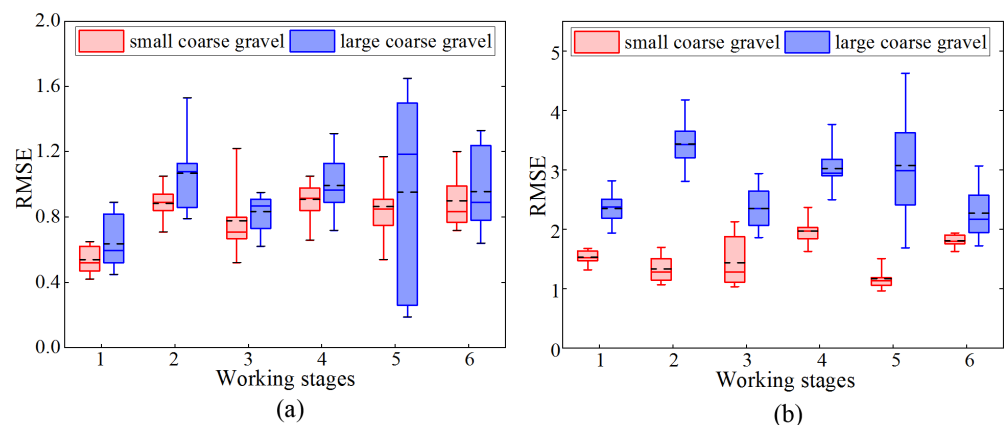 2.0
1.6
1.2
0.8
0.4
0.0
RMSE
small coarse gravel
large coarse gravel
1 2 3 4 5 6
Working stages
(a)
5
4
3
2
1
0
RMSE
small coarse gravel
large coarse gravel
1 2 3 4 5 6
Working stages
(b)